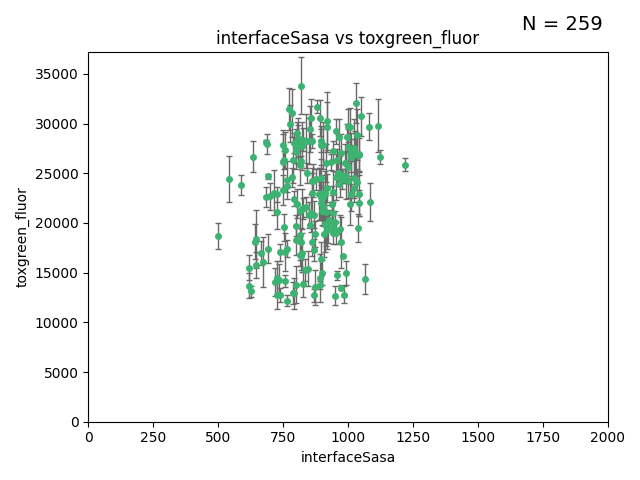 N = 259
interfaceSasa vs toxgreen_fluor
35000
30000
25000
20000
15000
10000
5000
0
toxgreen_fluor
0 250 500 750 1000 1250 1500 1750 2000
interfaceSasa